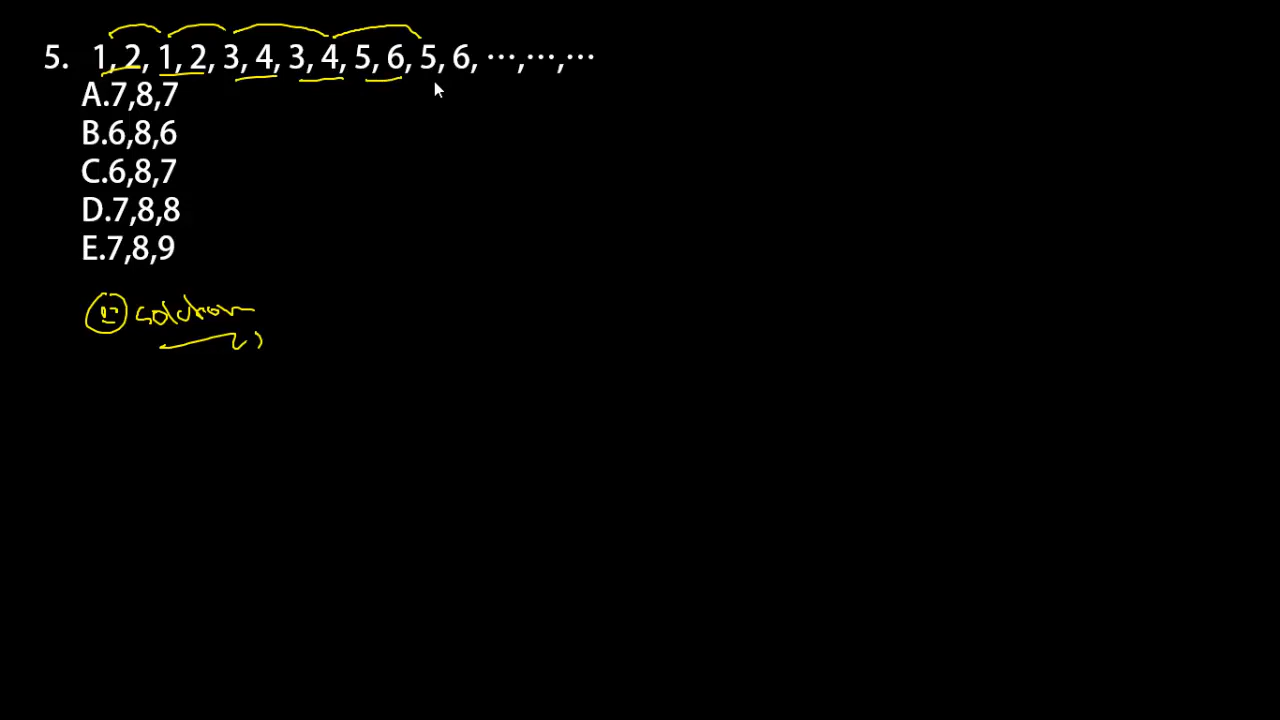 5. 1, 2, 1, 2, 3, 4, 3, 4, 5, 6, 5, 6, ⋯,⋯,⋯
A.7,8,7
B.6,8,6
C.6,8,7
D.7,8,8
E.7,8,9